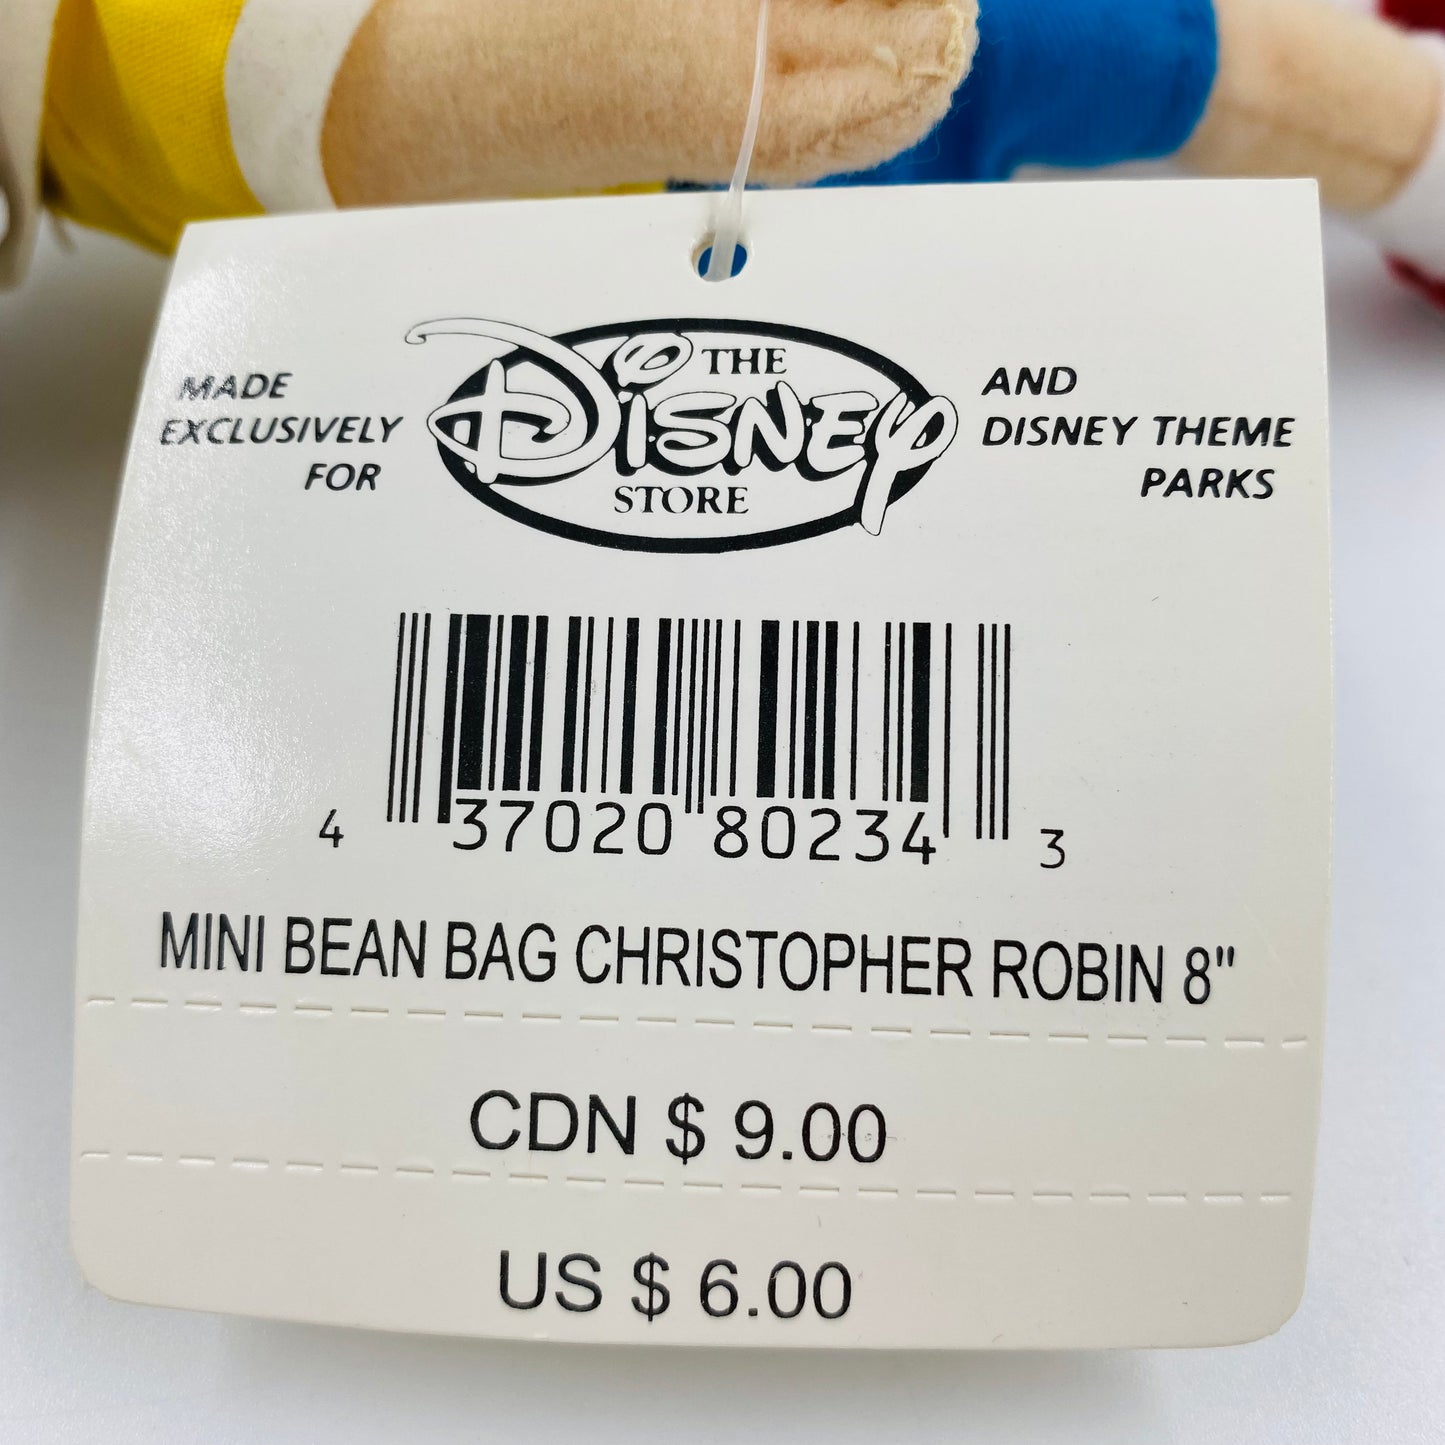 MADE
EXCLUSIVELY
FOR
THE
DISNEY
STORE
AND
DISNEY THEME
PARKS
4 37020 80234 3
MINI BEAN BAG CHRISTOPHER ROBIN 8"
CDN $ 9.00
US $ 6.00